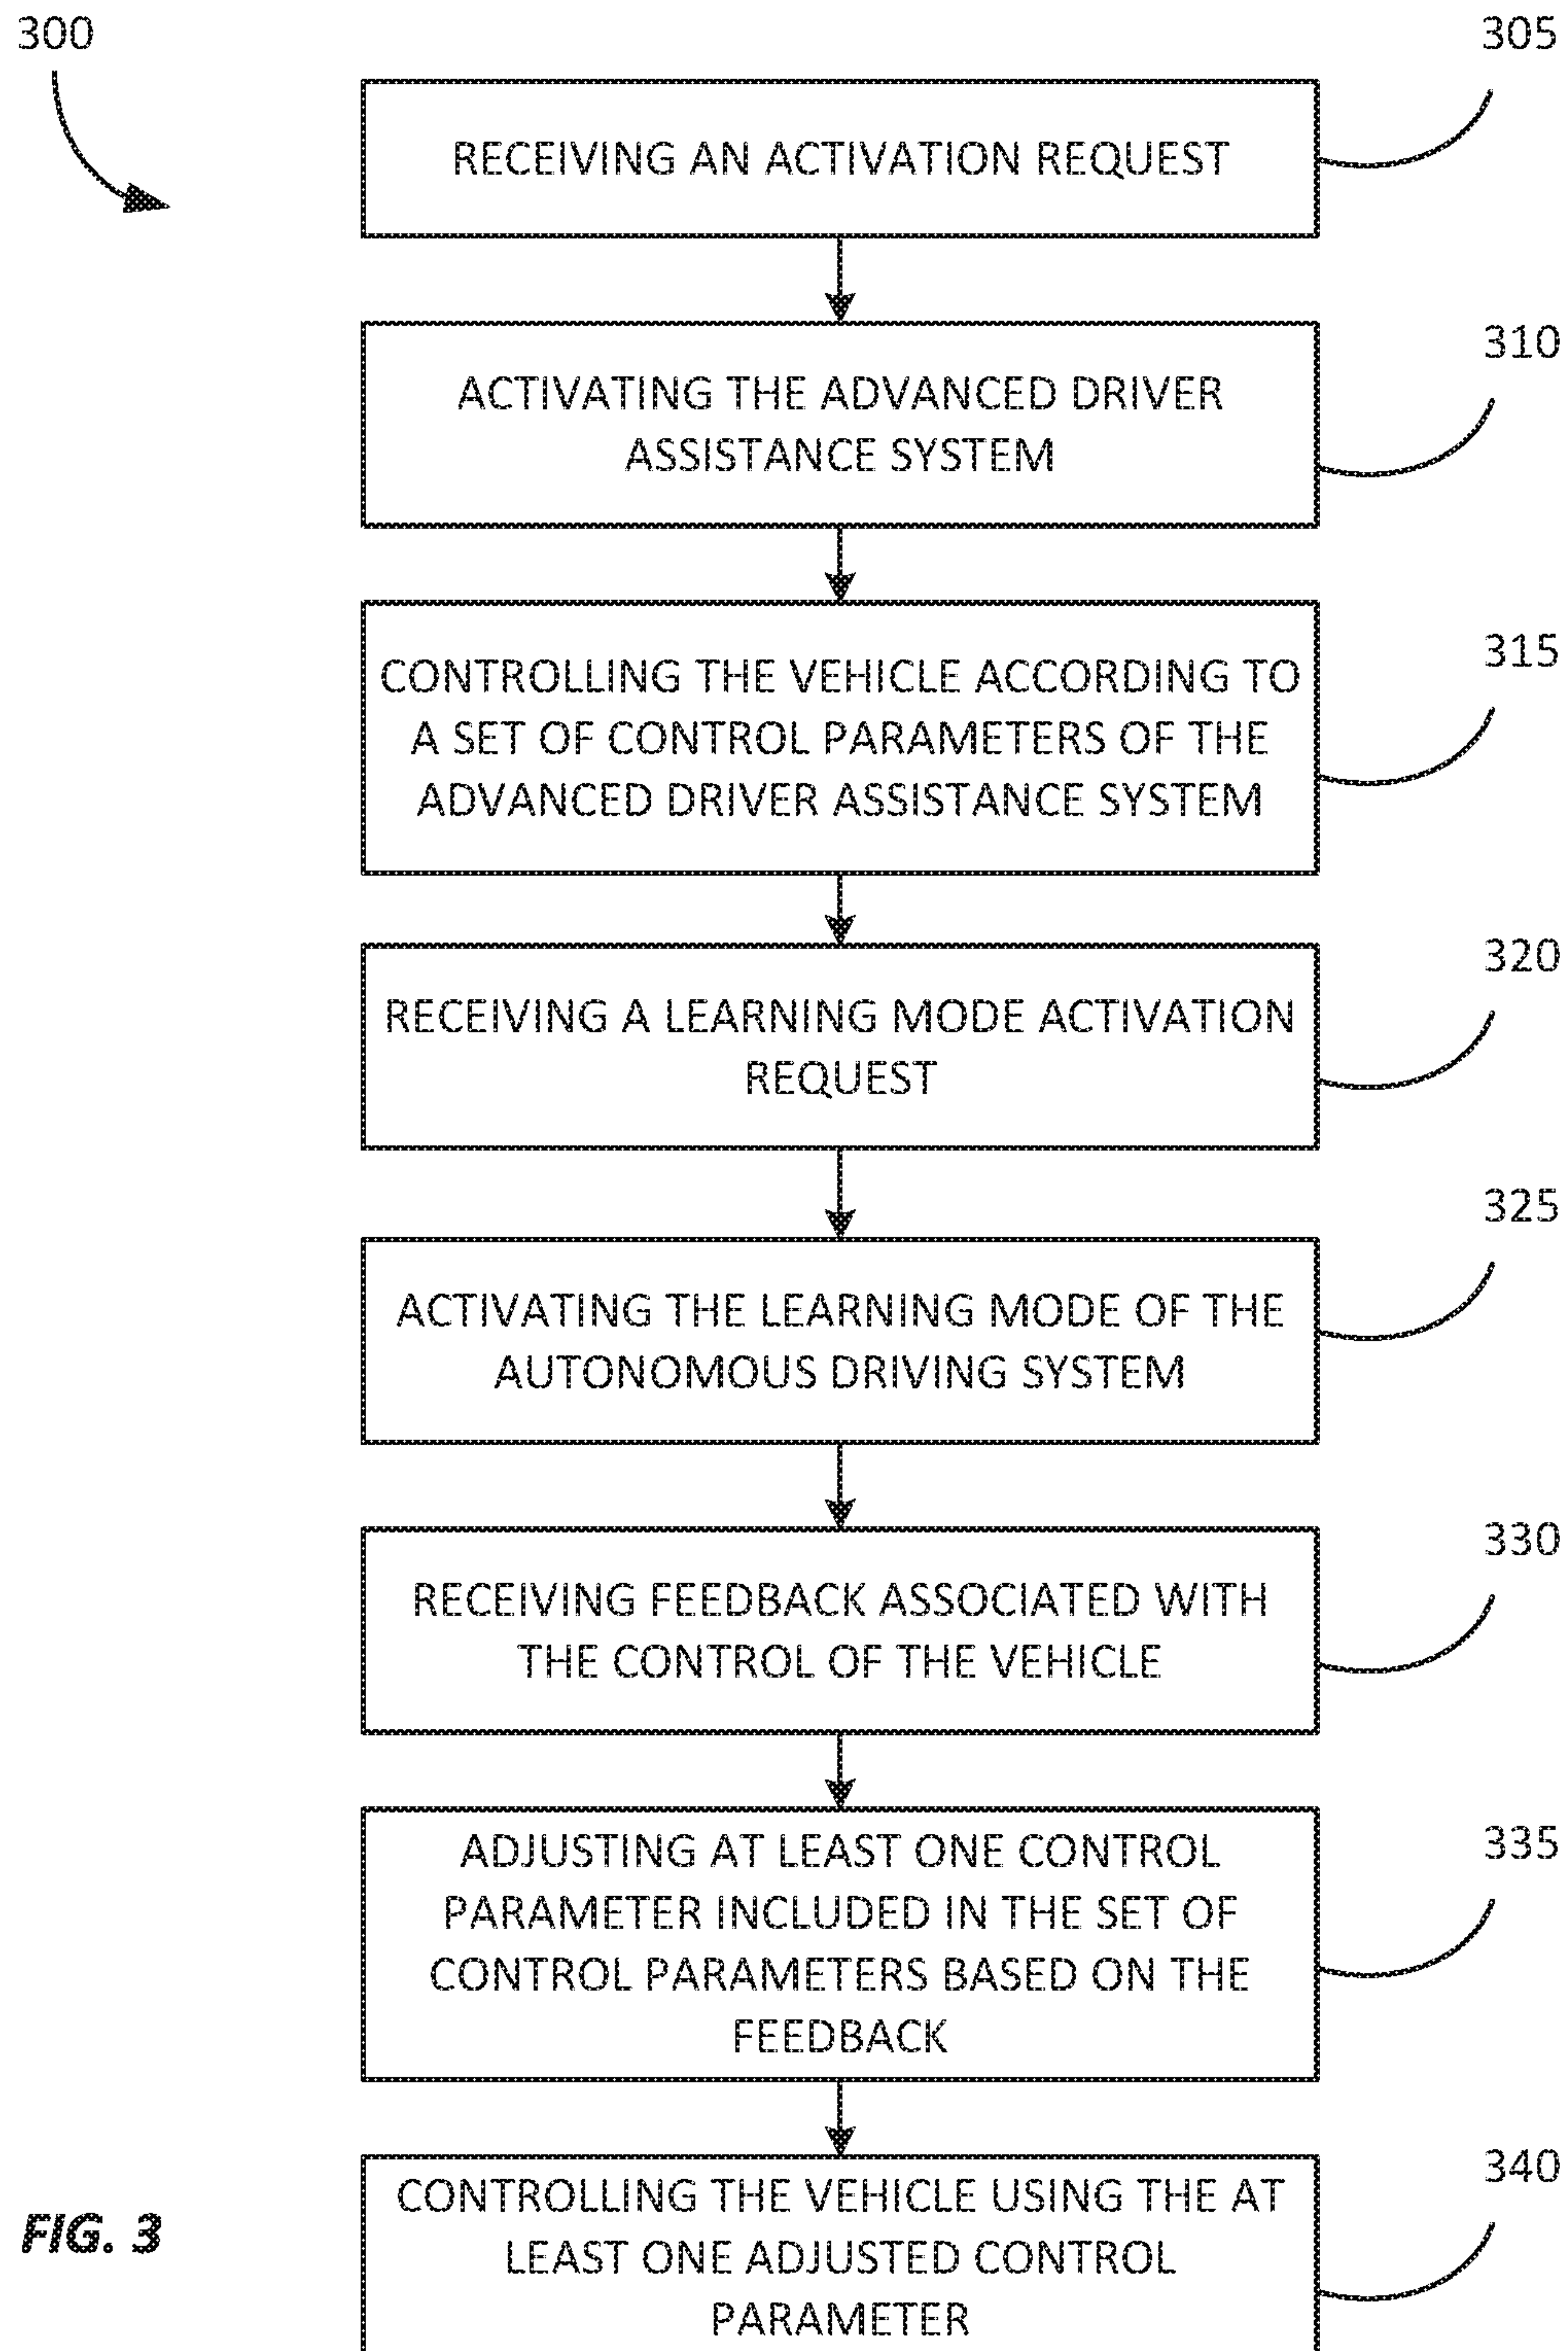 300
305
RECEIVING AN ACTIVATION REQUEST
310
ACTIVATING THE ADVANCED DRIVER
ASSISTANCE SYSTEM
315
CONTROLLING THE VEHICLE ACCORDING TO
A SET OF CONTROL PARAMETERS OF THE
ADVANCED DRIVER ASSISTANCE SYSTEM
320
RECEIVING A LEARNING MODE ACTIVATION
REQUEST
325
ACTIVATING THE LEARNING MODE OF THE
AUTONOMOUS DRIVING SYSTEM
330
RECEIVING FEEDBACK ASSOCIATED WITH
THE CONTROL OF THE VEHICLE
335
ADJUSTING AT LEAST ONE CONTROL
PARAMETER INCLUDED IN THE SET OF
CONTROL PARAMETERS BASED ON THE
FEEDBACK
340
CONTROLLING THE VEHICLE USING THE AT
LEAST ONE ADJUSTED CONTROL
PARAMETER
FIG. 3